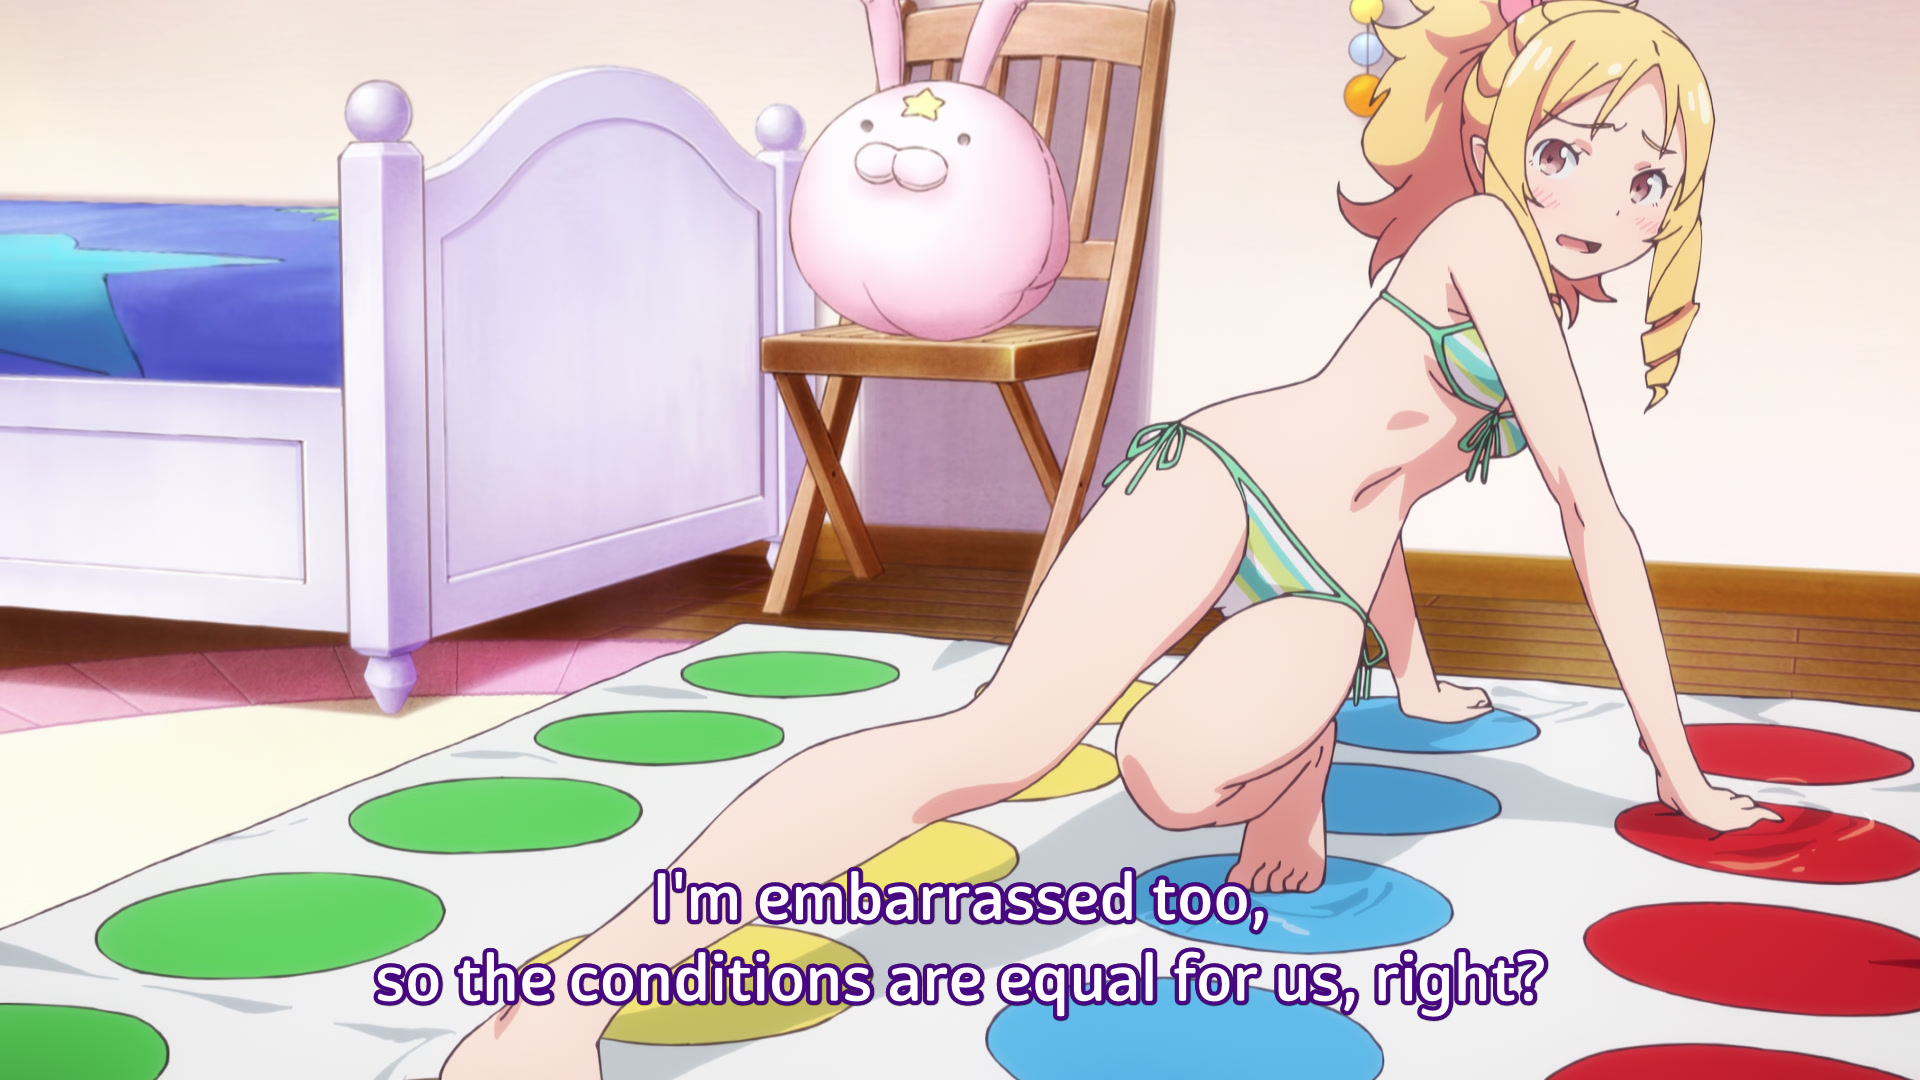 I'm embarrassed too,
so the conditions are equal for us, right?